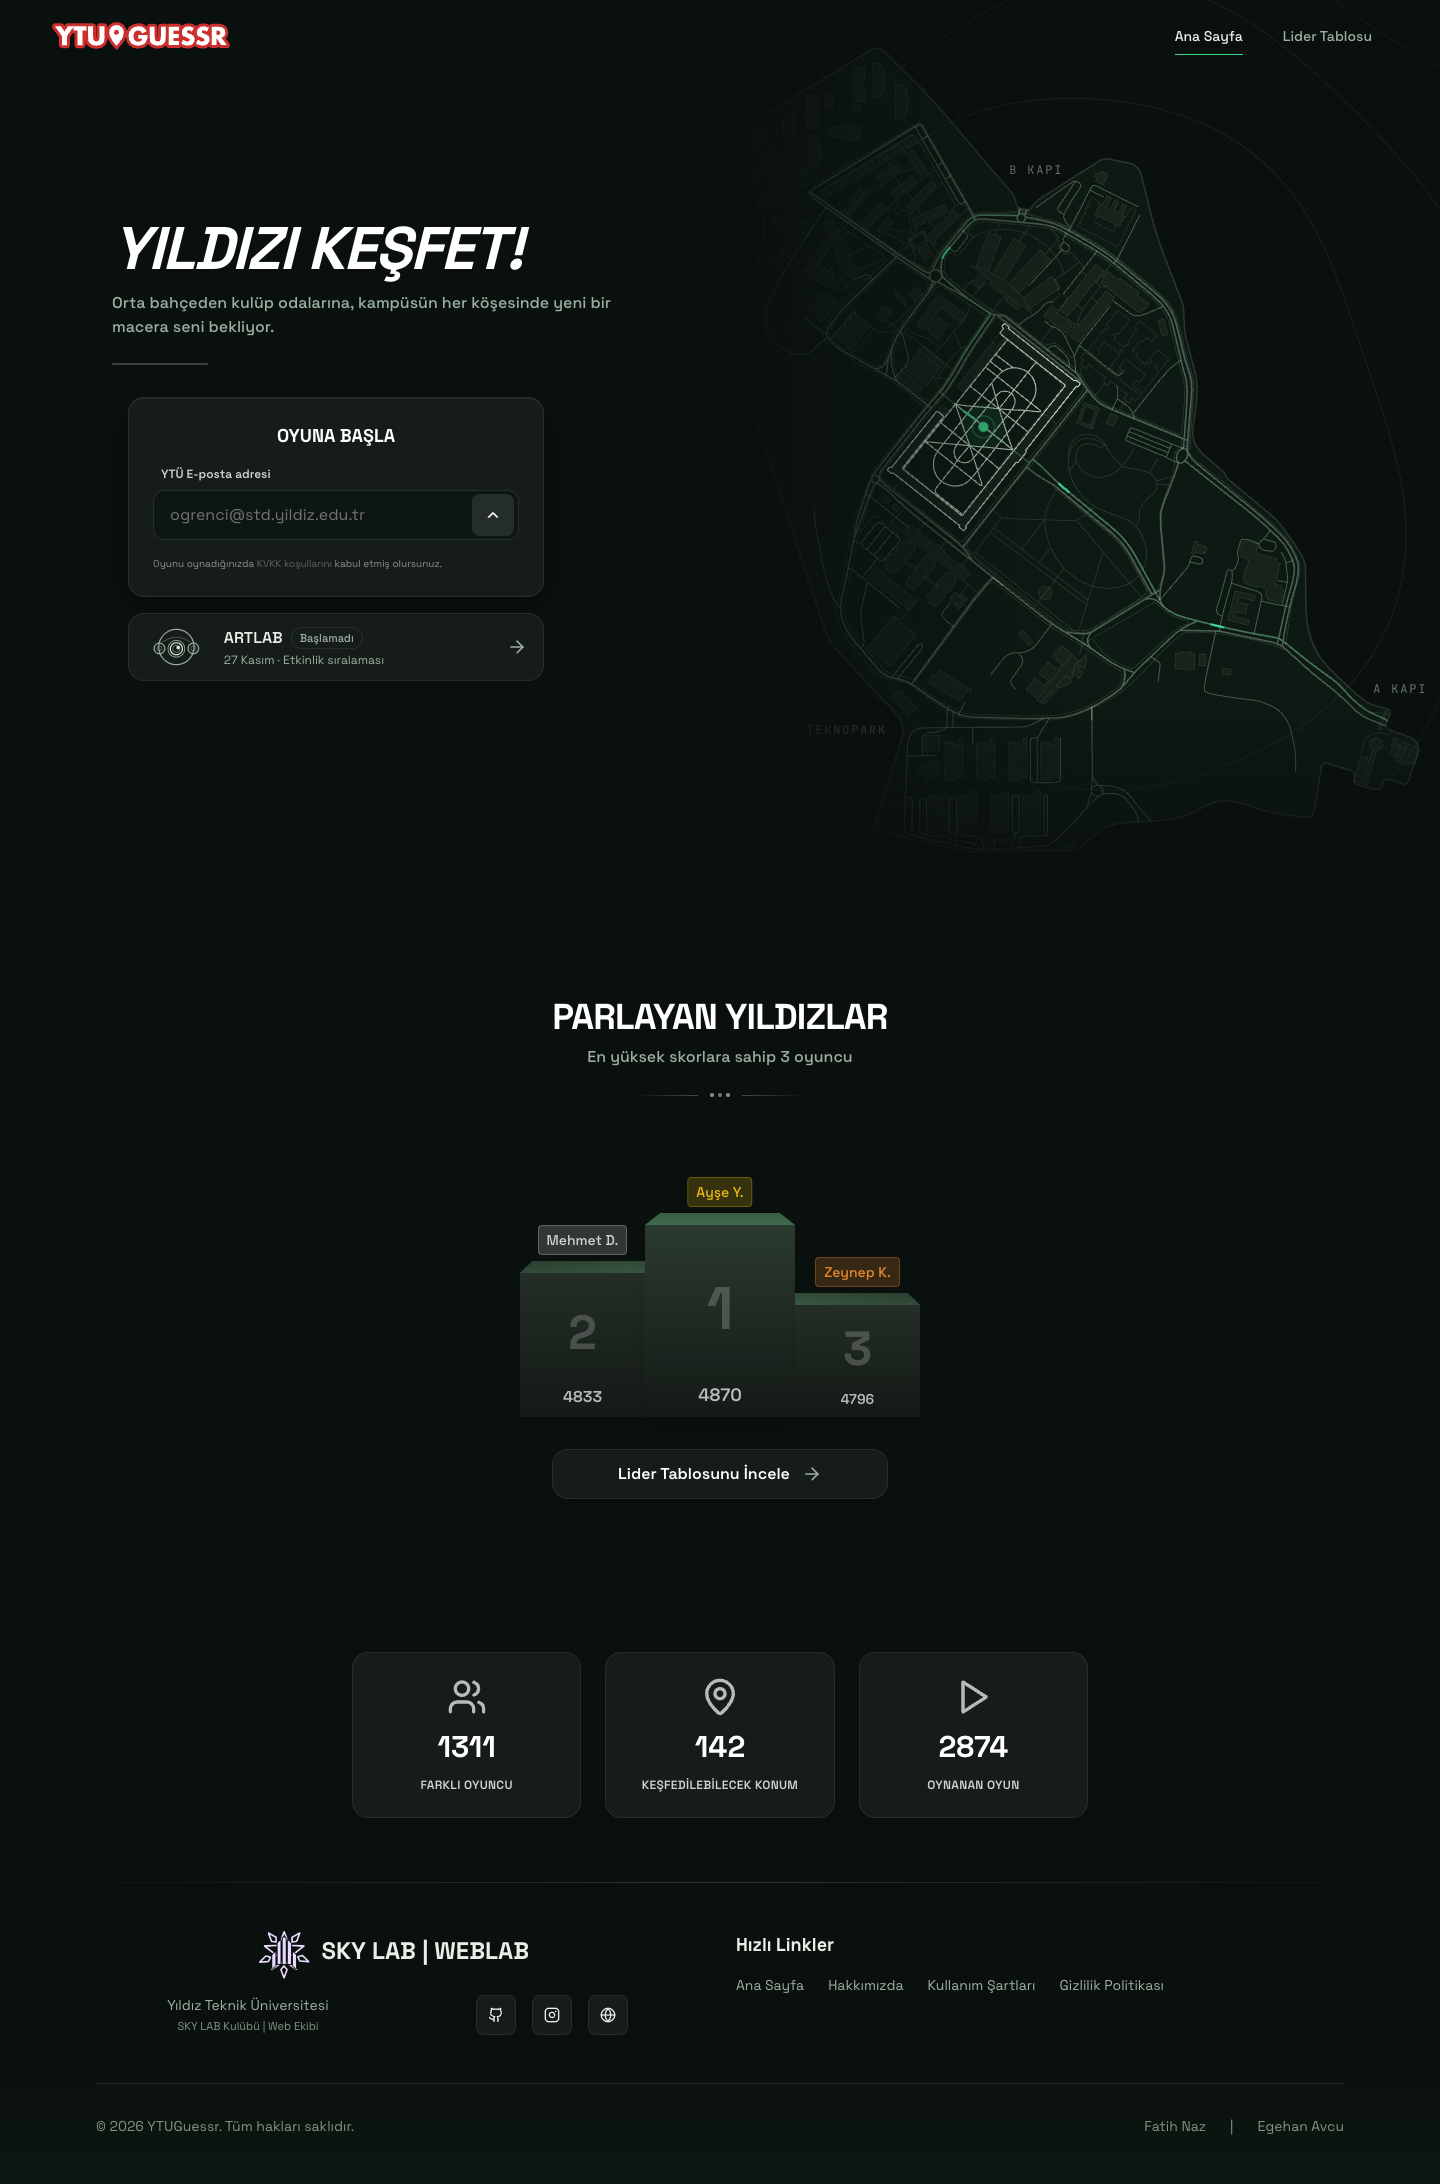 YTU GUESSR
Ana Sayfa
Lider Tablosu
B KAPI
YILDIZI KEŞFET!
Orta bahçeden kulüp odalarına, kampüsün her köşesinde yeni bir
macera seni bekliyor.
OYUNA BAŞLA
YTÜ E-posta adresi
ogrenci@std.yildiz.edu.tr
Oyunu oynadığınızda KVKK koşullarını kabul etmiş olursunuz.
ARTLAB
Başlamadı
27 Kasım · Etkinlik sıralaması
A KAPI
TEKNOPARK
PARLAYAN YILDIZLAR
En yüksek skorlara sahip 3 oyuncu
Ayşe Y.
Mehmet D.
Zeynep K.
1
2
3
4833
4870
4796
Lider Tablosunu İncele
1311
FARKLI OYUNCU
142
KEŞFEDİLEBİLECEK KONUM
2874
OYNANAN OYUN
SKY LAB | WEBLAB
Yıldız Teknik Üniversitesi
SKY LAB Kulübü | Web Ekibi
Hızlı Linkler
Ana Sayfa
Hakkımızda
Kullanım Şartları
Gizlilik Politikası
© 2026 YTUGuessr. Tüm hakları saklıdır.
Fatih Naz | Egehan Avcu